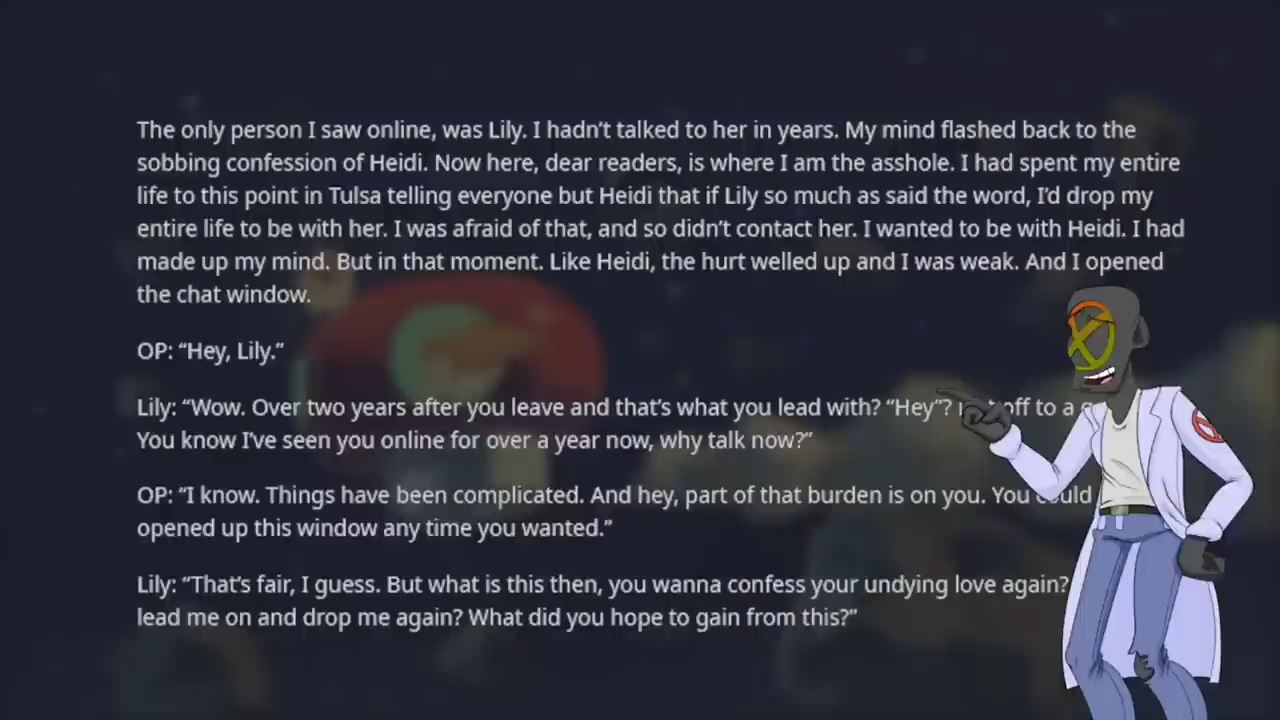 The only person I saw online, was Lily. I hadn’t talked to her in years. My mind flashed back to the
sobbing confession of Heidi. Now here, dear readers, is where I am the asshole. I had spent my entire
life to this point in Tulsa telling everyone but Heidi that if Lily so much as said the word, I’d drop my
entire life to be with her. I was afraid of that, and so didn’t contact her. I wanted to be with Heidi. I had
made up my mind. But in that moment. Like Heidi, the hurt welled up and I was weak. And I opened
the chat window.
OP: “Hey, Lily.”
Lily: “Wow. Over two years after you leave and that’s what you lead with? “Hey”? off to a
You know I’ve seen you online for over a year now, why talk now?”
OP: “I know. Things have been complicated. And hey, part of that burden is on you. You could
opened up this window any time you wanted.”
Lily: “That’s fair, I guess. But what is this then, you wanna confess your undying love again?
lead me on and drop me again? What did you hope to gain from this?”